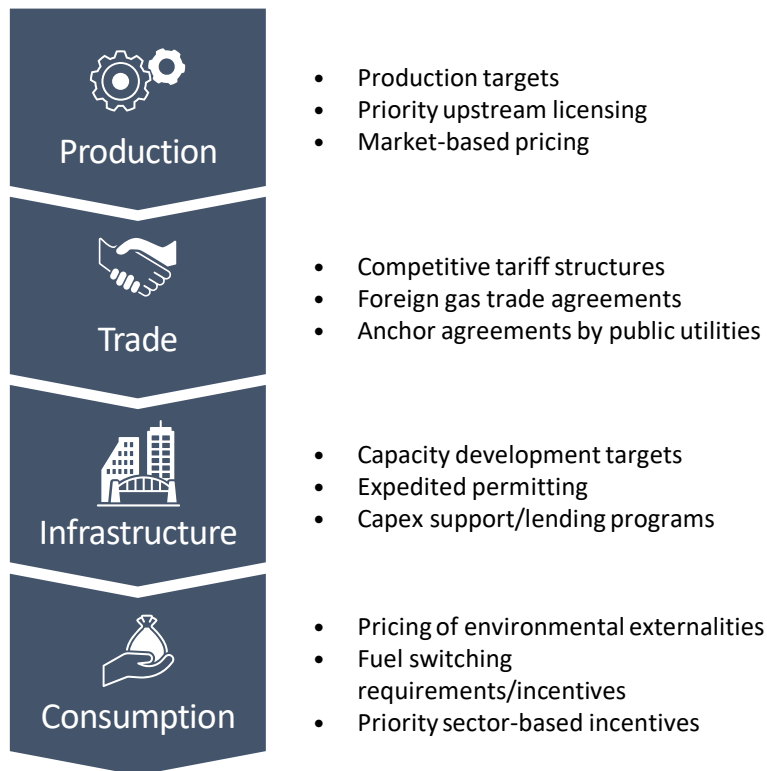 Production
• Production targets
• Priority upstream licensing
• Market-based pricing
Trade
• Competitive tariff structures
• Foreign gas trade agreements
• Anchor agreements by public utilities
Infrastructure
• Capacity development targets
• Expedited permitting
• Capex support/lending programs
Consumption
• Pricing of environmental externalities
• Fuel switching
requirements/incentives
• Priority sector-based incentives